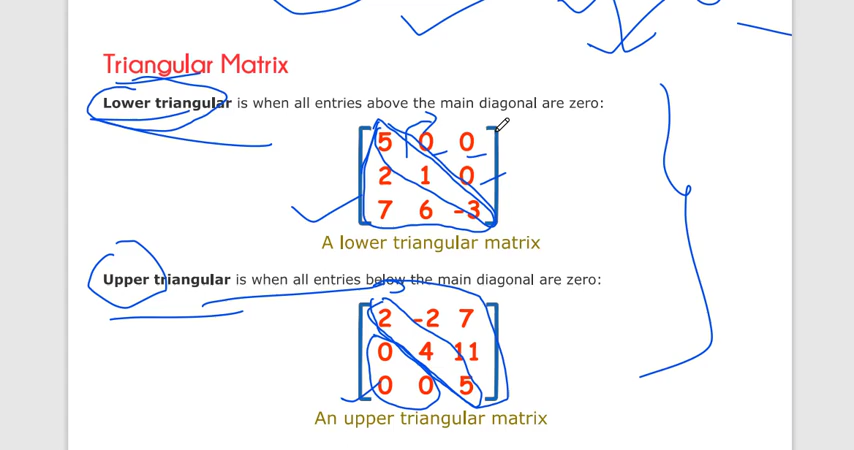 Triangular Matrix
Lower triangular is when all entries above the main diagonal are zero:
5 0 0
2 1 0
7 6 -3
A lower triangular matrix
Upper triangular is when all entries below the main diagonal are zero:
2 -2 7
0 4 11
0 0 5
An upper triangular matrix